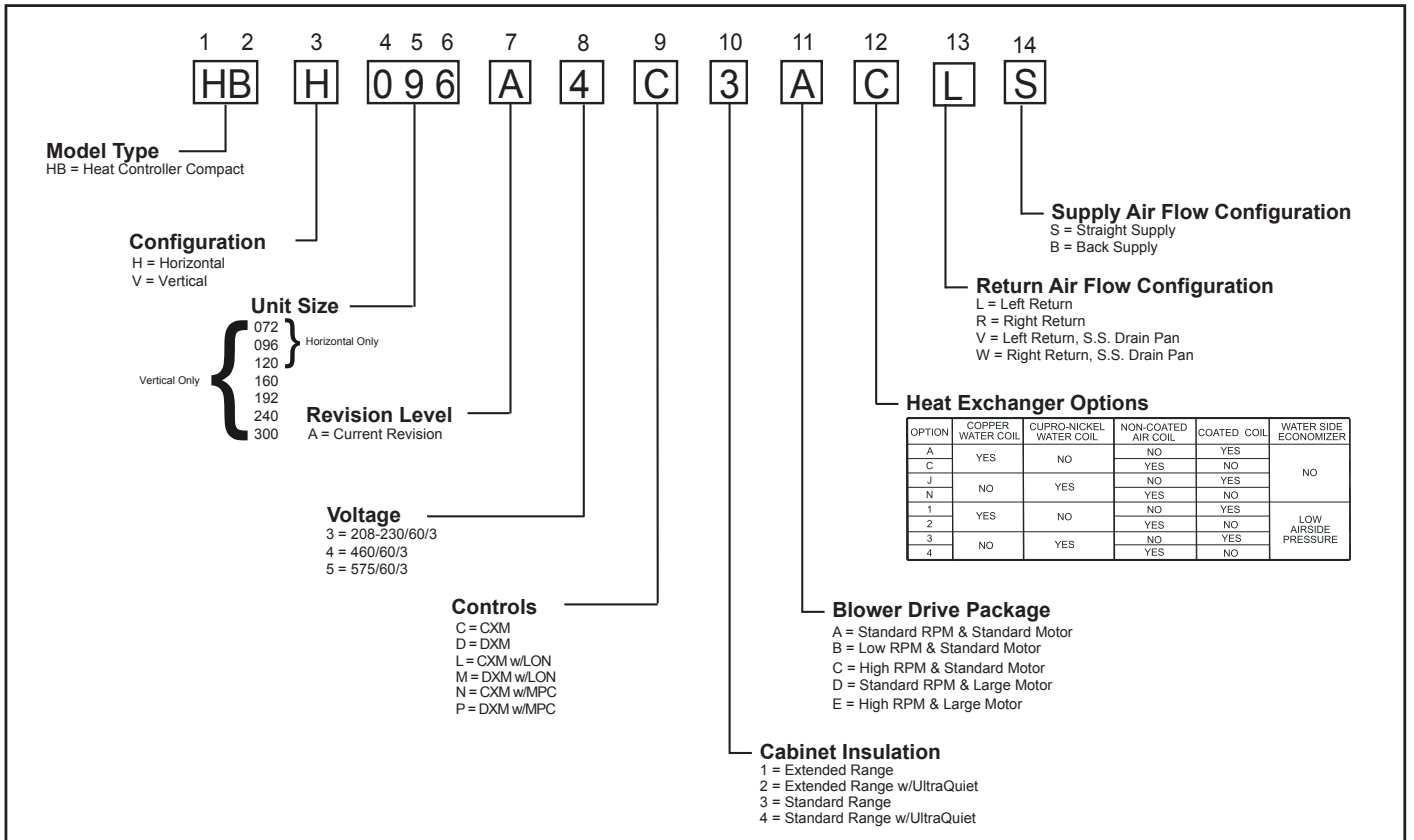 1 2 3 4 5 6 7 8 9 10 11 12 13 14
HB H 0 9 6 A 4 C 3 A C L S
Model Type
HB = Heat Controller Compact
Configuration
H = Horizontal
V = Vertical
Unit Size
072
096
120
160
192
240
300
Horizontal Only
Vertical Only
Revision Level
A = Current Revision
Voltage
3 = 208-230/60/3
4 = 460/60/3
5 = 575/60/3
Controls
C = CXM
D = DXM
L = CXM w/LON
M = DXM w/LON
N = CXM w/MPC
P = DXM w/MPC
Cabinet Insulation
1 = Extended Range
2 = Extended Range w/UltraQuiet
3 = Standard Range
4 = Standard Range w/UltraQuiet
Blower Drive Package
A = Standard RPM & Standard Motor
B = Low RPM & Standard Motor
C = High RPM & Standard Motor
D = Standard RPM & Large Motor
E = High RPM & Large Motor
Heat Exchanger Options
OPTION COPPER WATER COIL CUPRO-NICKEL WATER COIL NON-COATED AIR COIL COATED COIL WATER SIDE ECONOMIZER
A YES NO NO YES NO
C YES NO
J NO YES NO YES
N YES NO
1 YES NO NO YES LOW AIRSIDE PRESSURE
2 YES NO
3 NO YES NO YES
4 YES NO
Return Air Flow Configuration
L = Left Return
R = Right Return
V = Left Return, S.S. Drain Pan
W = Right Return, S.S. Drain Pan
Supply Air Flow Configuration
S = Straight Supply
B = Back Supply